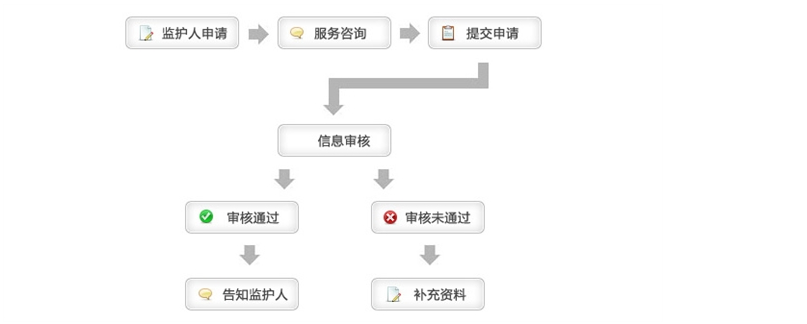 监护人申请
服务咨询
提交申请
信息审核
审核通过
审核未通过
告知监护人
补充资料